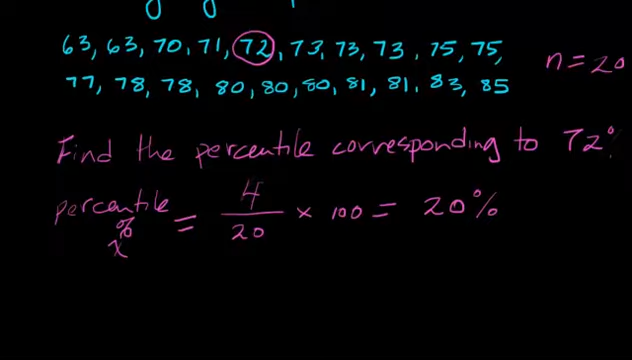 63, 63, 70, 71, 72, 73, 73, 73, 75, 75,
n = 20
77, 78, 78, 80, 80, 80, 81, 81, 83, 85
Find the percentile corresponding to 72°
percentile = 4/20 × 100 = 20%
%
x